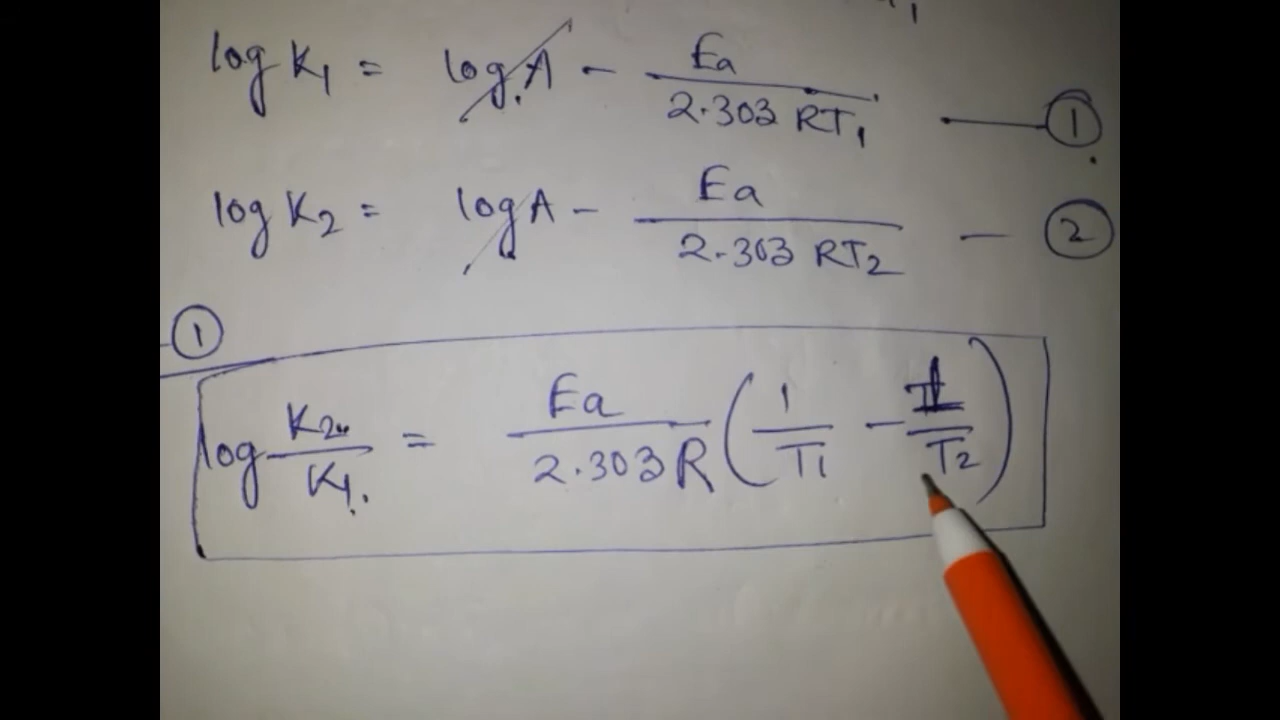 log K₁ = log A - Ea / 2.303 RT₁ — ①
log K₂ = log A - Ea / 2.303 RT₂ — ②
①
log K₂ / K₁ = Ea / 2.303 R ( 1 / T₁ - 1 / T₂ )